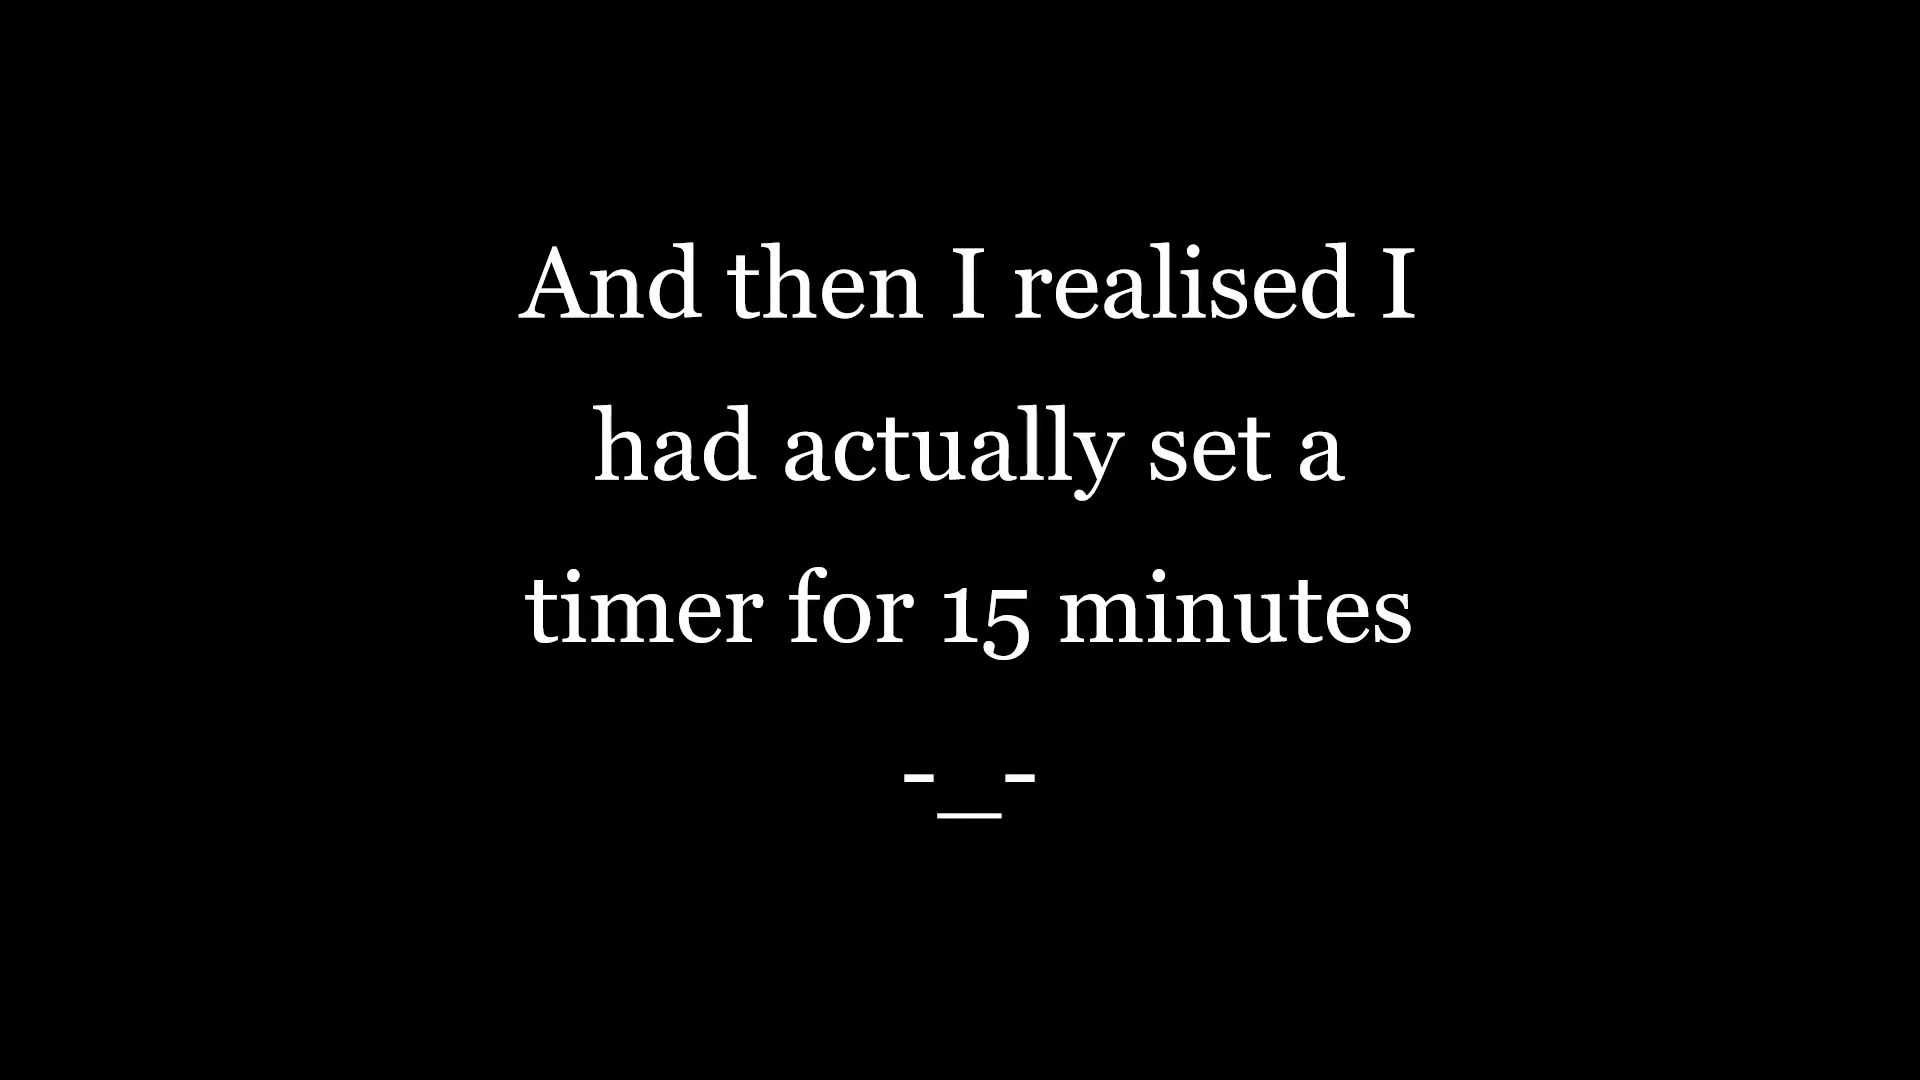 And then I realised I
had actually set a
timer for 15 minutes
-_-